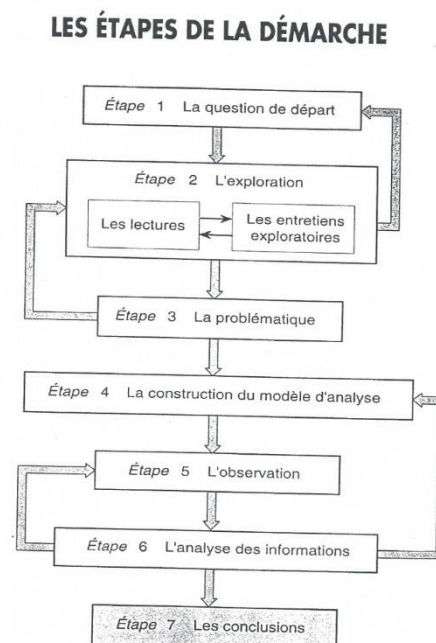 LES ÉTAPES DE LA DÉMARCHE
Étape 1 La question de départ
Étape 2 L'exploration
Les lectures
Les entretiens
exploratoires
Étape 3 La problématique
Étape 4 La construction du modèle d'analyse
Étape 5 L'observation
Étape 6 L'analyse des informations
Étape 7 Les conclusions